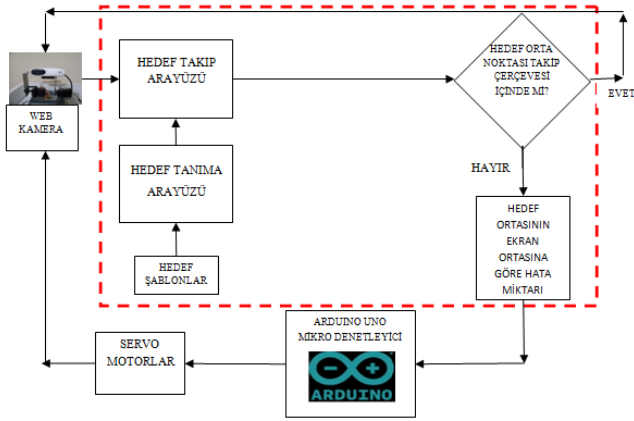 WEB
KAMERA
HEDEF TAKIP
ARAYÜZÜ
HEDEF ORTA
NOKTASI TAKİP
ÇERÇEVESİ
İÇİNDE Mİ?
EVET
HEDEF TANIMA
ARAYÜZÜ
HAYIR
HEDEF
ŞABLONLAR
HEDEF
ORTASININ
EKRAN
ORTASINA
GÖRE HATA
MİKTARI
ARDUINO UNO
MİKRO DENETLEYİCİ
ARDUINO
SERVO
MOTORLAR